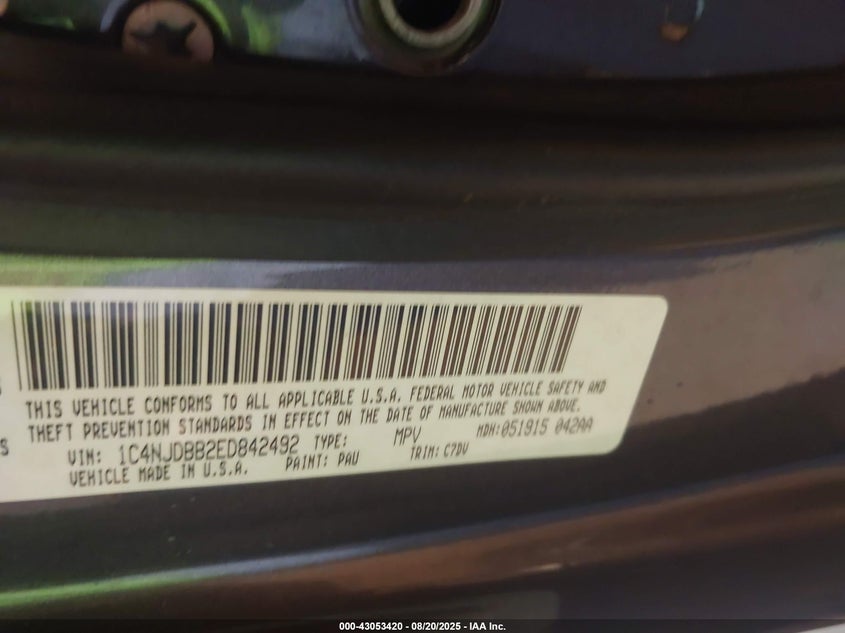 THIS VEHICLE CONFORMS TO ALL APPLICABLE U.S.A. FEDERAL MOTOR VEHICLE SAFETY AND
THEFT PREVENTION STANDARDS IN EFFECT ON THE DATE OF MANUFACTURE SHOWN ABOVE.
S VIN: 1C4NJDBB2ED842492 TYPE: MPV MDH:051915 042AA
VEHICLE MADE IN U.S.A. PAINT: PAU TRIM: C7DV
000-43053420 - 08/20/2025 - IAA Inc.